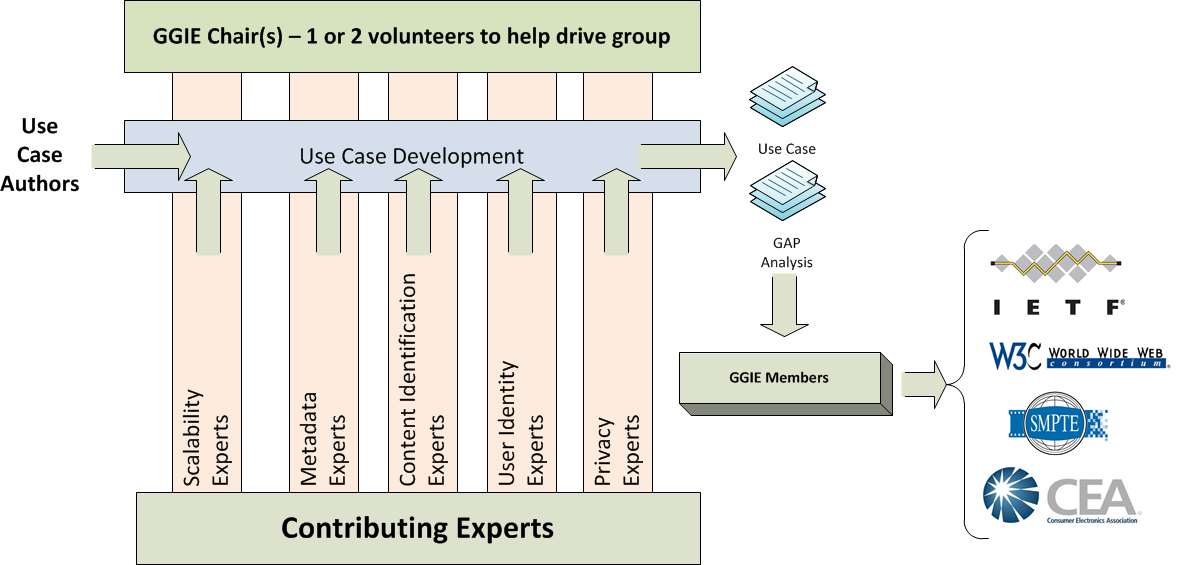 GGIE Chair(s) – 1 or 2 volunteers to help drive group
Use
Case
Authors
Use Case Development
Use Case
GAP
Analysis
GGIE Members
Scalability
Experts
Metadata
Experts
Content Identification
Experts
User Identity
Experts
Privacy
Experts
Contributing Experts
IETF®
W3C WORLD WIDE WEB
consortium®
SMPTE
CEA
Consumer Electronics Association